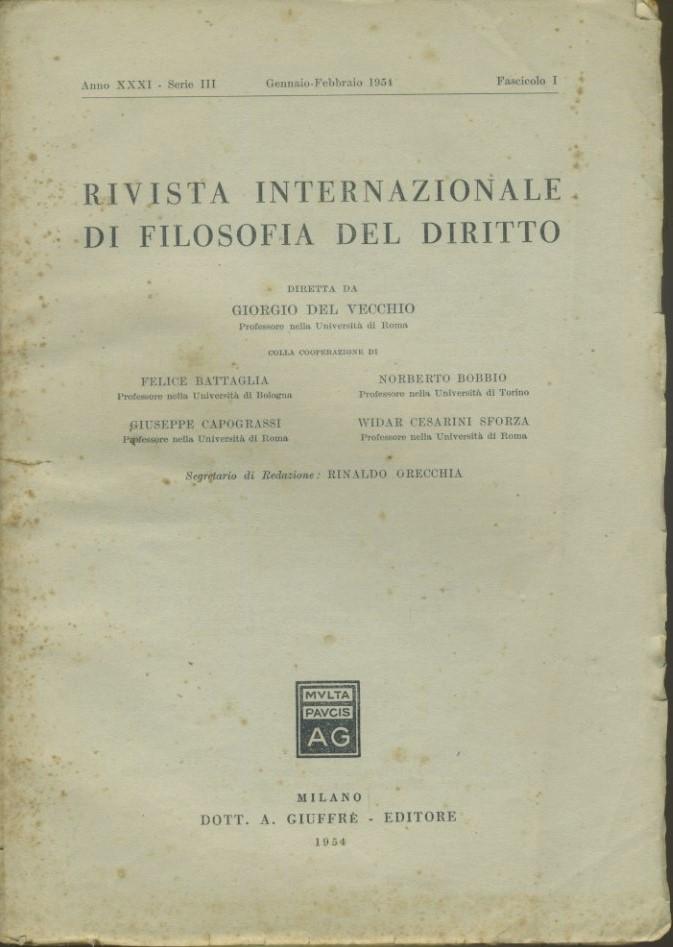 Anno XXXI - Serie III Gennaio-Febbraio 1954 Fascicolo I
RIVISTA INTERNAZIONALE
DI FILOSOFIA DEL DIRITTO
DIRETTA DA
GIORGIO DEL VECCHIO
Professore nella Università di Roma
COLLA COOPERAZIONE DI
FELICE BATTAGLIA NORBERTO BOBBIO
Professore nella Università di Bologna Professore nella Università di Torino
GIUSEPPE CAPOGRASSI WIDAR CESARINI SFORZA
Professore nella Università di Roma Professore nella Università di Roma
Segretario di Redazione: RINALDO ORECCHIA
MVLTA
PAVCIS
AG
MILANO
DOTT. A. GIUFFRÈ - EDITORE
1954